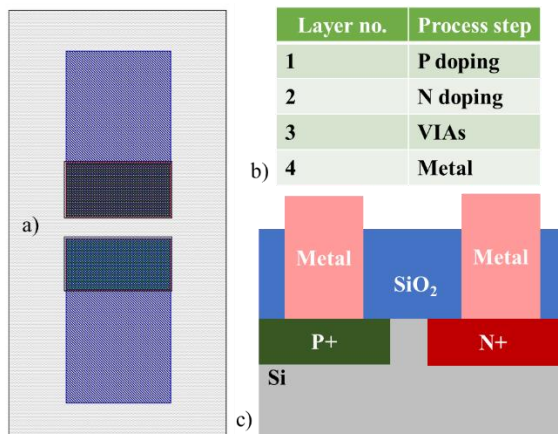 a)
b)
Layer no. Process step
1 P doping
2 N doping
3 VIAs
4 Metal
c)
Metal Metal
SiO₂
P+ N+
Si